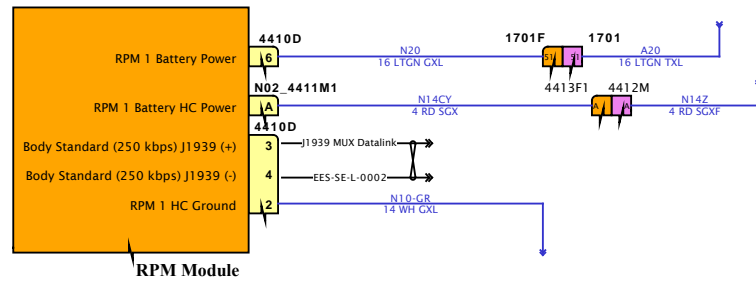 4410D
1701F
1701
RPM 1 Battery Power
6
N20
16 LTGN GXL
S1
S1
A20
16 LTGN TXL
N02_4411M1
4413F1
4412M
RPM 1 Battery HC Power
A
N14CY
4 RD SGX
A
A
N14Z
4 RD SGXF
4410D
Body Standard (250 kbps) J1939 (+)
3
J1939 MUX Datalink
Body Standard (250 kbps) J1939 (-)
4
EES-SE-L-0002
RPM 1 HC Ground
2
N10-GR
14 WH GXL
RPM Module